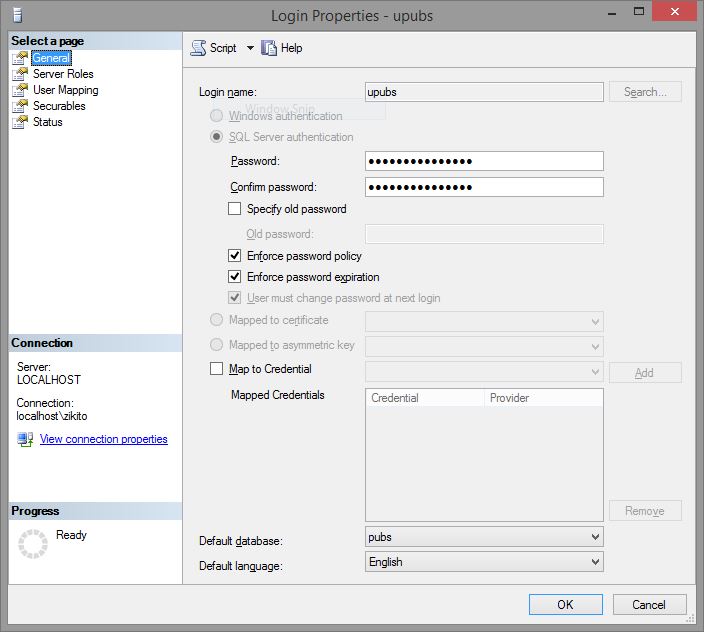 Login Properties - upubs
Select a page
General
Server Roles
User Mapping
Securables
Status
Script Help
Login name: upubs Search...
Window Snip
Windows authentication
SQL Server authentication
Password: ●●●●●●●●●●●●●●●
Confirm password: ●●●●●●●●●●●●●●●
Specify old password
Old password:
Enforce password policy
Enforce password expiration
User must change password at next login
Mapped to certificate
Mapped to asymmetric key
Map to Credential Add
Mapped Credentials Credential Provider
Remove
Default database: pubs
Default language: English
Connection
Server:
LOCALHOST
Connection:
localhost\zikito
View connection properties
Progress
Ready
OK Cancel